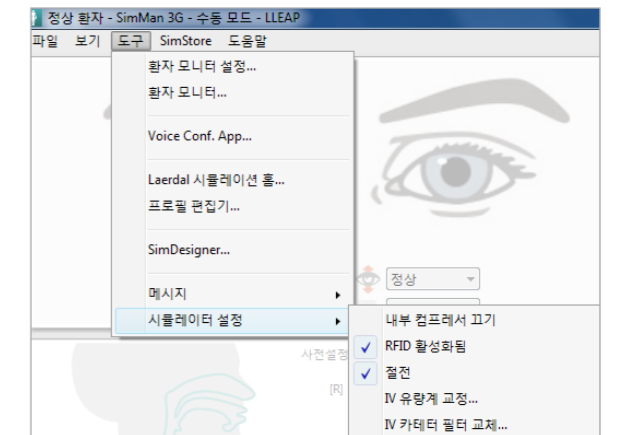 정상 환자 - SimMan 3G - 수동 모드 - LLEAP
파일 보기 도구 SimStore 도움말
환자 모니터 설정...
환자 모니터...
Voice Conf. App...
Laerdal 시뮬레이션 홈...
프로필 편집기...
SimDesigner...
정상
메시지
시뮬레이터 설정
내부 컴프레서 끄기
사전설정
RFID 활성화됨
절전
[R]
IV 유량계 교정...
IV 카테터 필터 교체...